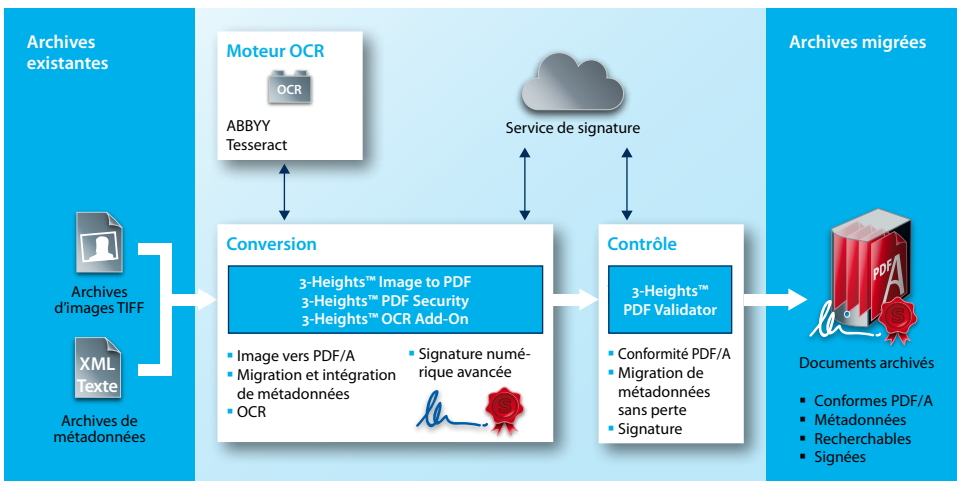 Archives
existantes
Archives
d'images TIFF
XML
Texte
Archives de
métadonnées
Moteur OCR
OCR
ABBYY
Tesseract
Service de signature
Conversion
3-Heights™ Image to PDF
3-Heights™ PDF Security
3-Heights™ OCR Add-On
▪ Image vers PDF/A
▪ Migration et intégration
de métadonnées
▪ OCR
▪ Signature numé-
rique avancée
S
Contrôle
3-Heights™
PDF Validator
▪ Conformité PDF/A
▪ Migration de
métadonnées
sans perte
▪ Signature
Archives migrées
PDF/A
S
Documents archivés
▪ Conformes PDF/A
▪ Métadonnées
▪ Recherchables
▪ Signées